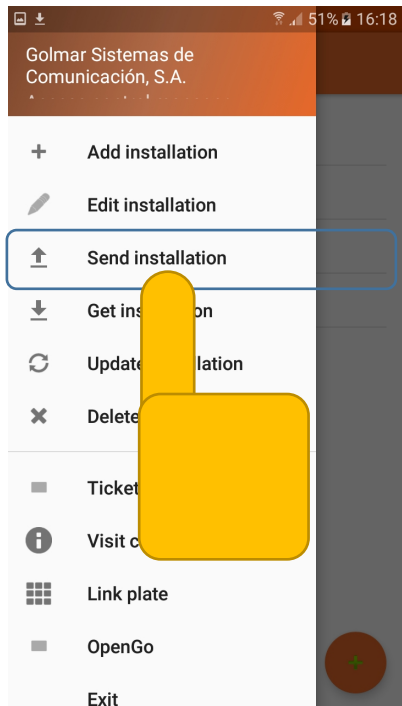 51% 16:18
Golmar Sistemas de
Comunicación, S.A.
Add installation
Edit installation
Send installation
Get ins on
Update lation
Delete
Ticket
Visit c
Link plate
OpenGo
Exit